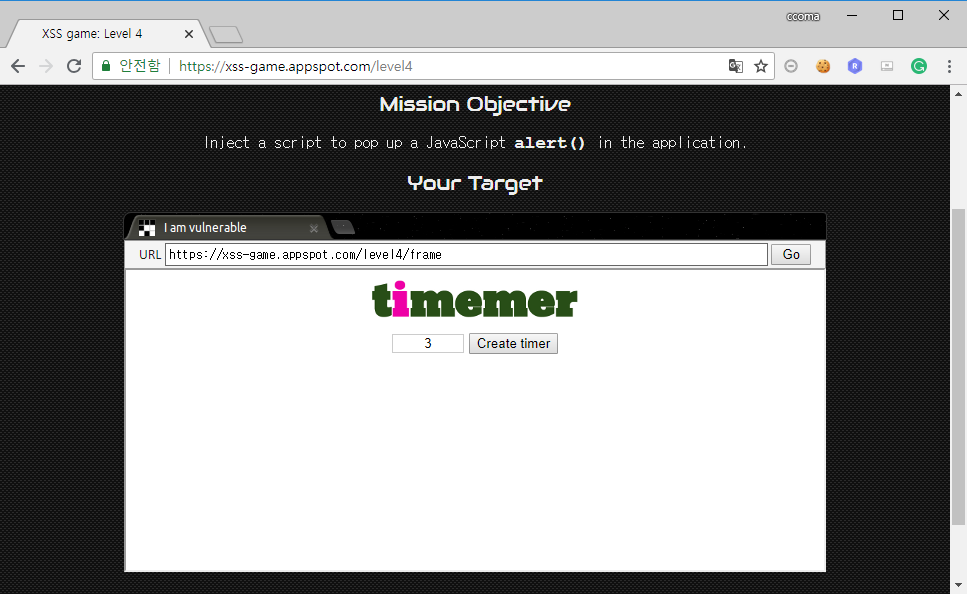 ccoma
XSS game: Level 4
안전함 https://xss-game.appspot.com/level4
Mission Objective
Inject a script to pop up a JavaScript alert() in the application.
Your Target
I am vulnerable
URL https://xss-game.appspot.com/level4/frame Go
timemer
3 Create timer